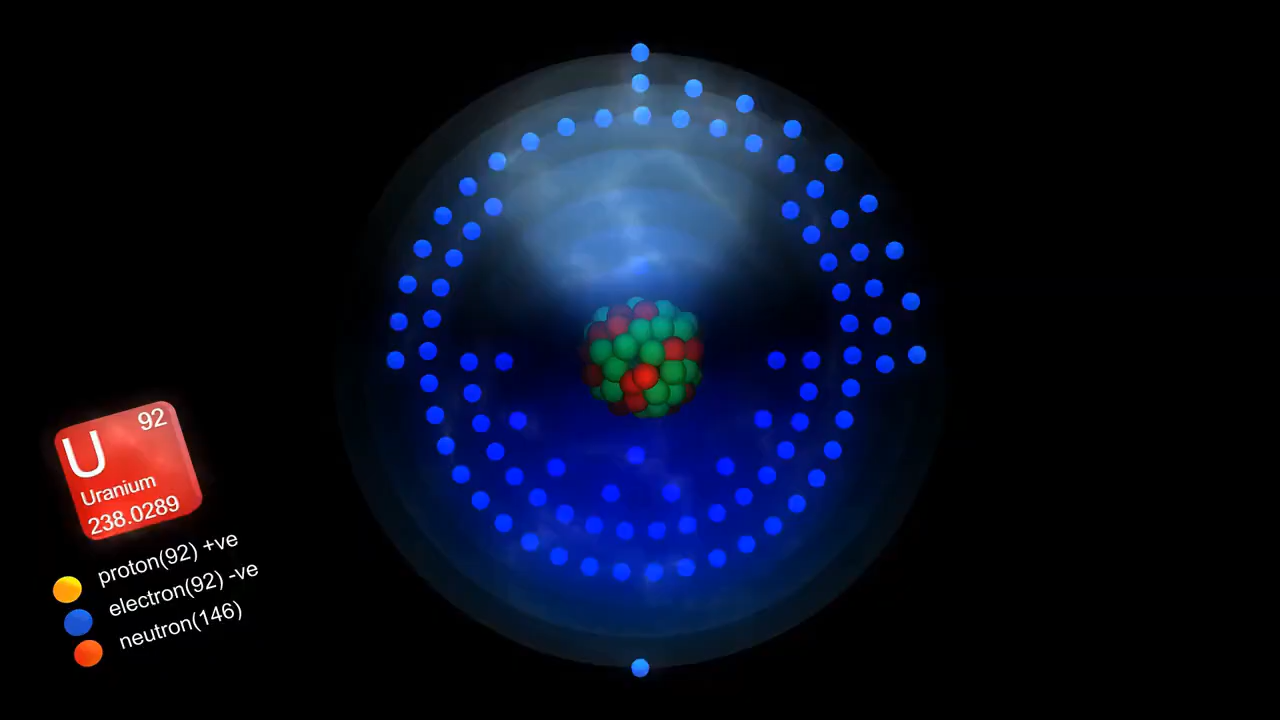 92
U
Uranium
238.0289
proton(92) +ve
electron(92) -ve
neutron(146)